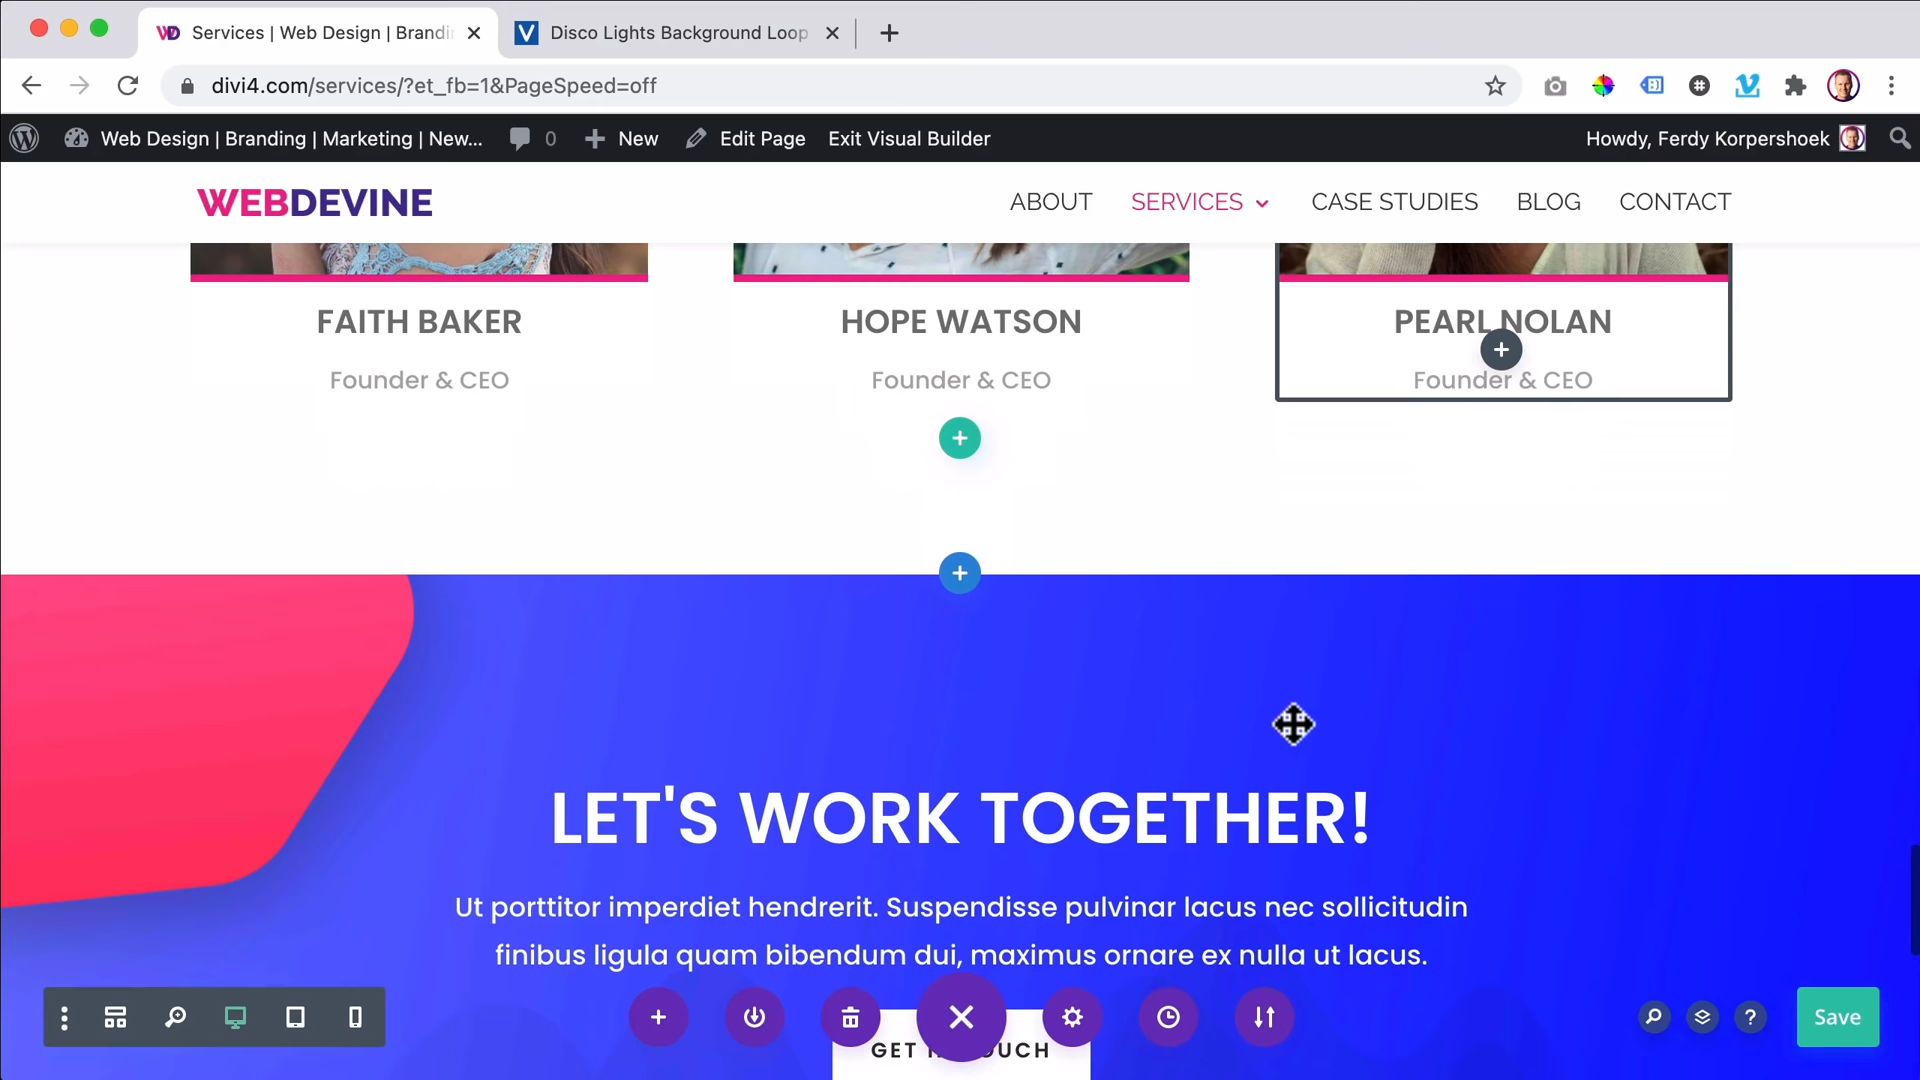 Services | Web Design | Brandi
Disco Lights Background Loop
divi4.com/services/?et_fb=1&PageSpeed=off
Web Design | Branding | Marketing | New... 0 New Edit Page Exit Visual Builder Howdy, Ferdy Korpershoek
WEBDEVINE ABOUT SERVICES CASE STUDIES BLOG CONTACT
FAITH BAKER HOPE WATSON PEARL NOLAN
Founder & CEO Founder & CEO Founder & CEO
LET'S WORK TOGETHER!
Ut porttitor imperdiet hendrerit. Suspendisse pulvinar lacus nec sollicitudin
finibus ligula quam bibendum dui, maximus ornare ex nulla ut lacus.
Save
GET